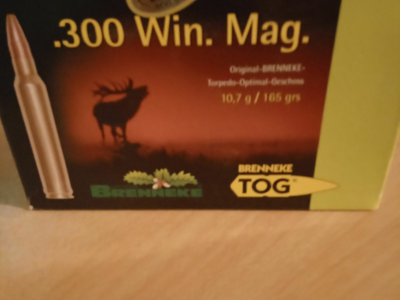 .300 Win. Mag.
Original-BRENNEKE-
Torpedo-Optimal-Geschoss
10,7 g / 165 grs
BRENNEKE
BRENNEKE
TOG